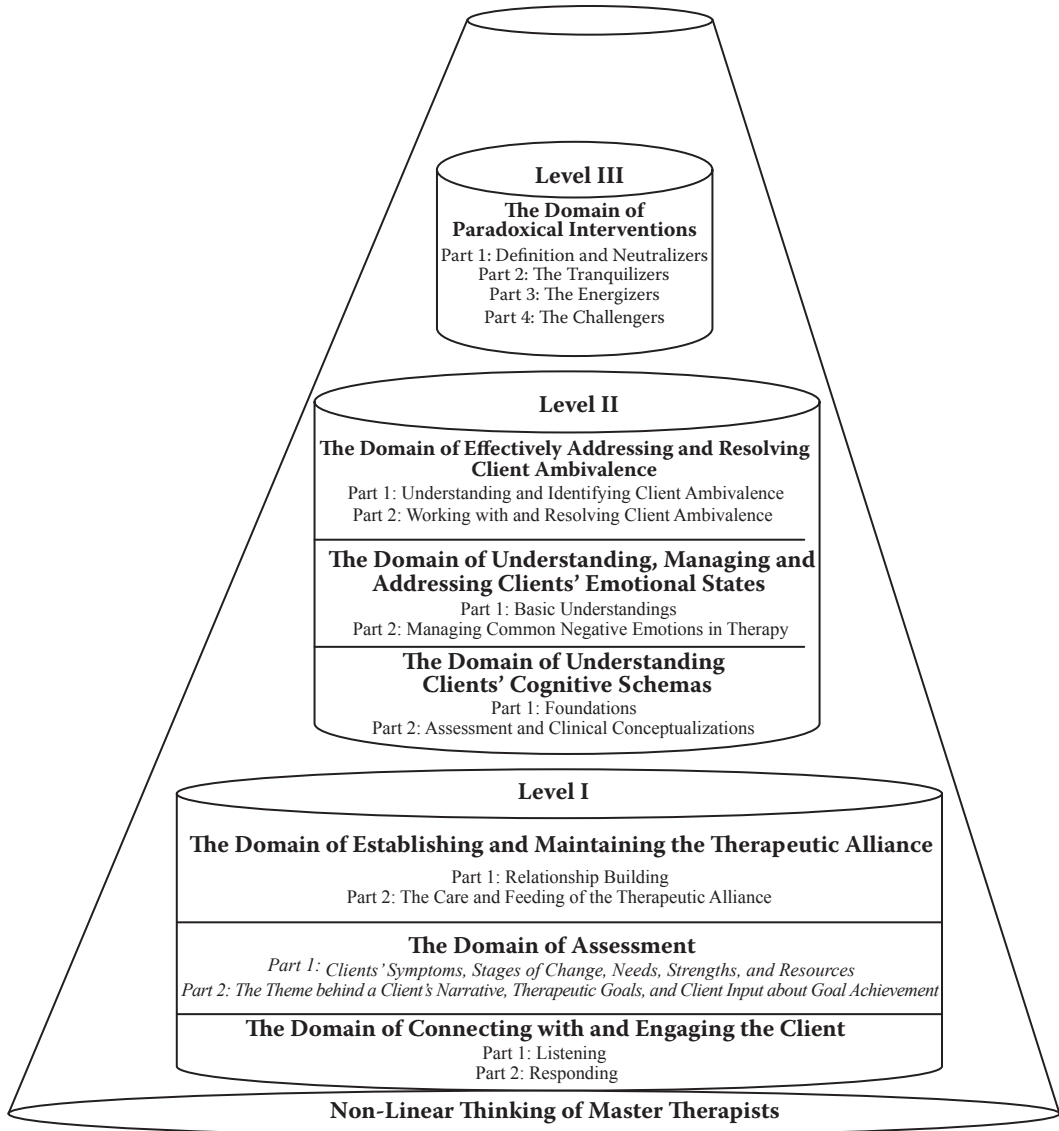 Level III
The Domain of
Paradoxical Interventions
Part 1: Definition and Neutralizers
Part 2: The Tranquilizers
Part 3: The Energizers
Part 4: The Challengers
Level II
The Domain of Effectively Addressing and Resolving
Client Ambivalence
Part 1: Understanding and Identifying Client Ambivalence
Part 2: Working with and Resolving Client Ambivalence
The Domain of Understanding, Managing and
Addressing Clients’ Emotional States
Part 1: Basic Understandings
Part 2: Managing Common Negative Emotions in Therapy
The Domain of Understanding
Clients’ Cognitive Schemas
Part 1: Foundations
Part 2: Assessment and Clinical Conceptualizations
Level I
The Domain of Establishing and Maintaining the Therapeutic Alliance
Part 1: Relationship Building
Part 2: The Care and Feeding of the Therapeutic Alliance
The Domain of Assessment
Part 1: Clients’ Symptoms, Stages of Change, Needs, Strengths, and Resources
Part 2: The Theme behind a Client’s Narrative, Therapeutic Goals, and Client Input about Goal Achievement
The Domain of Connecting with and Engaging the Client
Part 1: Listening
Part 2: Responding
Non-Linear Thinking of Master Therapists